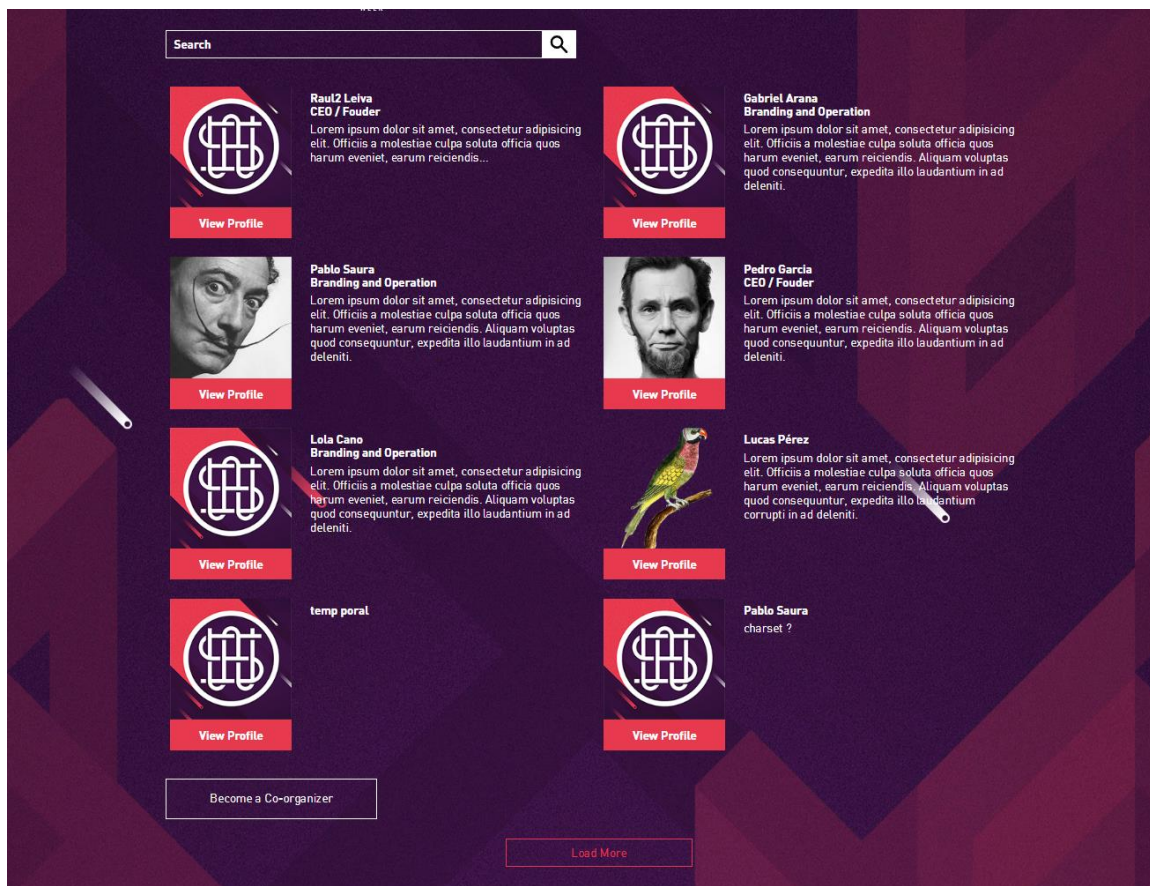 WEEK
Search
Raul2 Leiva
CEO / Fouder
Lorem ipsum dolor sit amet, consectetur adipisicing
elit. Officiis a molestiae culpa soluta officia quos
harum eveniet, earum reiciendis...
View Profile
Gabriel Arana
Branding and Operation
Lorem ipsum dolor sit amet, consectetur adipisicing
elit. Officiis a molestiae culpa soluta officia quos
harum eveniet, earum reiciendis. Aliquam voluptas
quod consequuntur, expedita illo laudantium in ad
deleniti.
View Profile
Pablo Saura
Branding and Operation
Lorem ipsum dolor sit amet, consectetur adipisicing
elit. Officiis a molestiae culpa soluta officia quos
harum eveniet, earum reiciendis. Aliquam voluptas
quod consequuntur, expedita illo laudantium in ad
deleniti.
View Profile
Pedro Garcia
CEO / Fouder
Lorem ipsum dolor sit amet, consectetur adipisicing
elit. Officiis a molestiae culpa soluta officia quos
harum eveniet, earum reiciendis. Aliquam voluptas
quod consequuntur, expedita illo laudantium in ad
deleniti.
View Profile
Lola Cano
Branding and Operation
Lorem ipsum dolor sit amet, consectetur adipisicing
elit. Officiis a molestiae culpa soluta officia quos
harum eveniet, earum reiciendis. Aliquam voluptas
quod consequuntur, expedita illo laudantium in ad
deleniti.
View Profile
Lucas Pérez
Lorem ipsum dolor sit amet, consectetur adipisicing
elit. Officiis a molestiae culpa soluta officia quos
harum eveniet, earum reiciendis. Aliquam voluptas
quod consequuntur, expedita illo laudantium
corrupti in ad deleniti.
View Profile
temp poral
View Profile
Pablo Saura
charset ?
View Profile
Become a Co-organizer
Load More